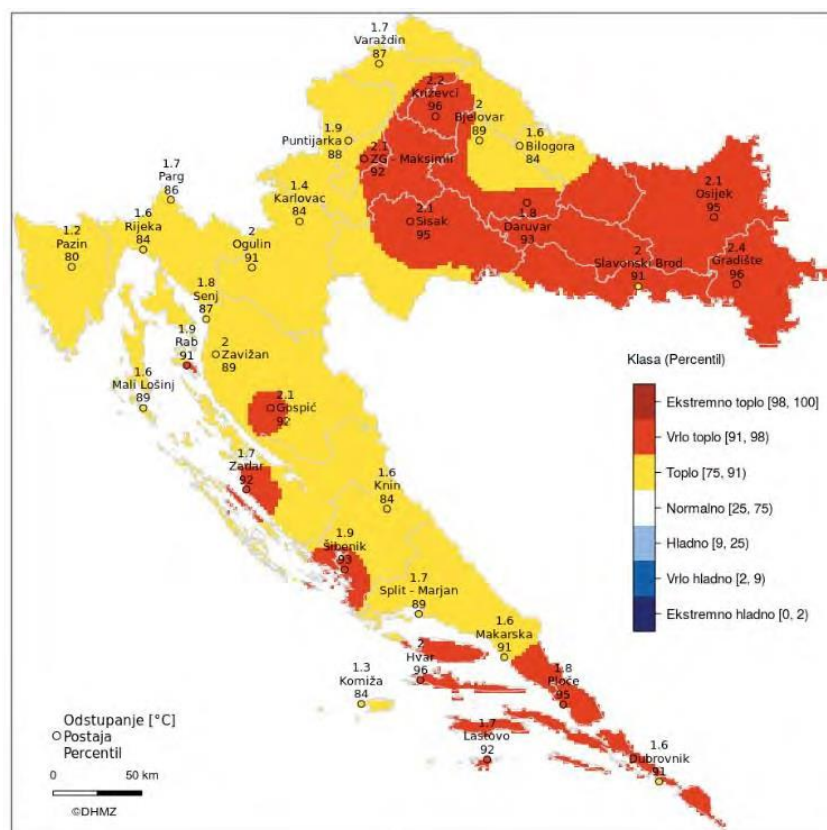 1.7
Varaždin
87
2.2
Križevci
96
2
Bjelovar
89
1.6
Bilogora
84
1.9
Puntijarka
88
2.1
ZG Maksimir
92
1.7
Parg
86
1.4
Karlovac
84
2.1
Sisak
95
1.8
Daruvar
93
2.1
Osijek
95
1.2
Pazin
80
1.6
Rijeka
84
2
Ogulin
91
2
Slavonski Brod
91
2.4
Gradište
96
1.8
Senj
87
1.9
Rab
91
2
Zavižan
89
1.6
Mali Lošinj
89
2.1
Gospić
92
1.7
Zadar
92
1.6
Knin
84
1.9
Šibenik
93
1.7
Split - Marjan
89
1.6
Makarska
91
2
Hvar
96
1.3
Komiža
84
1.8
Ploče
95
1.7
Lastovo
92
1.6
Dubrovnik
91
Klasa (Percentil)
Ekstremno toplo [98, 100]
Vrlo toplo [91, 98)
Toplo [75, 91)
Normalno [25, 75)
Hladno [9, 25)
Vrlo hladno [2, 9)
Ekstremno hladno [0, 2)
Odstupanje [°C]
Postaja
Percentil
0 50 km
©DHMZ